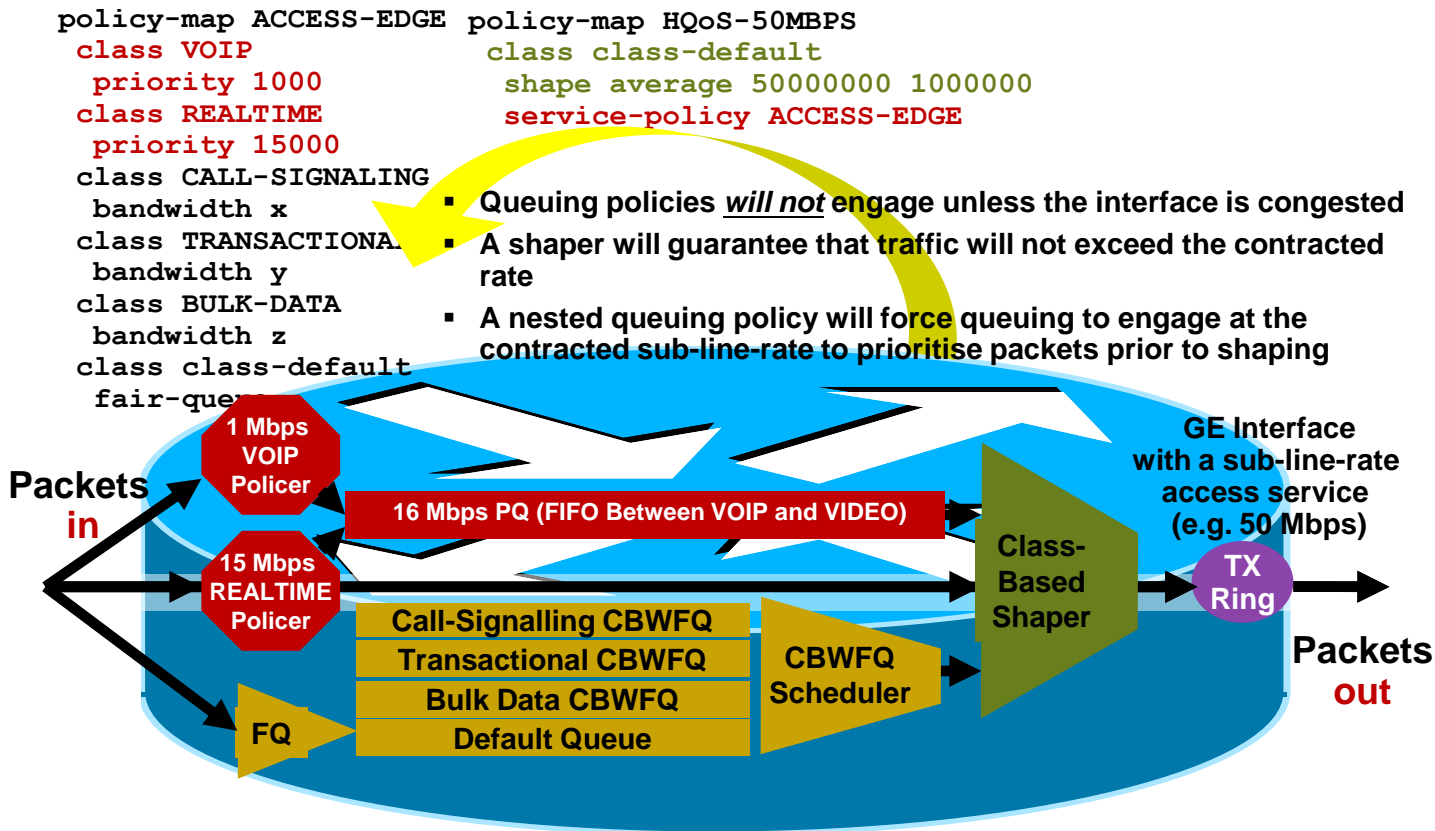 policy-map ACCESS-EDGE
class VOIP
priority 1000
class REALTIME
priority 15000
class CALL-SIGNALING
bandwidth x
class TRANSACTIONAL
bandwidth y
class BULK-DATA
bandwidth z
class class-default
fair-queue
policy-map HQoS-50MBPS
class class-default
shape average 50000000 1000000
service-policy ACCESS-EDGE
▪ Queuing policies will not engage unless the interface is congested
▪ A shaper will guarantee that traffic will not exceed the contracted
rate
▪ A nested queuing policy will force queuing to engage at the
contracted sub-line-rate to prioritise packets prior to shaping
Packets
in
1 Mbps
VOIP
Policer
15 Mbps
REALTIME
Policer
16 Mbps PQ (FIFO Between VOIP and VIDEO)
FQ
Call-Signalling CBWFQ
Transactional CBWFQ
Bulk Data CBWFQ
Default Queue
CBWFQ
Scheduler
Class-
Based
Shaper
GE Interface
with a sub-line-rate
access service
(e.g. 50 Mbps)
TX
Ring
Packets
out